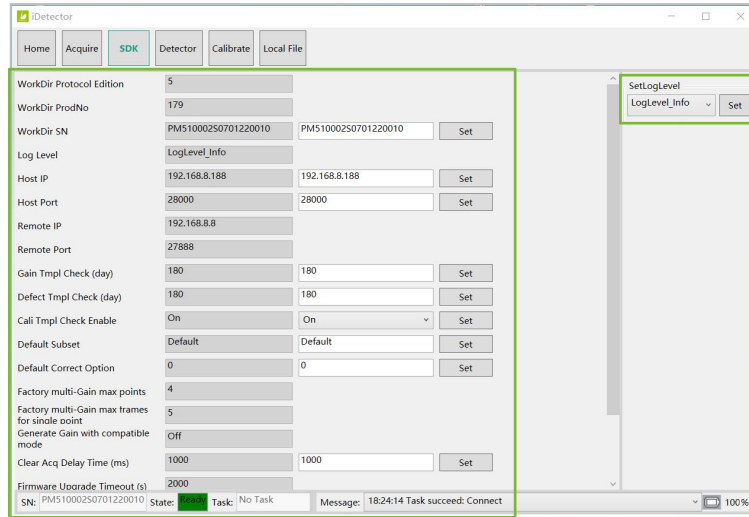 iDetector
Home Acquire SDK Detector Calibrate Local File
WorkDir Protocol Edition 5
WorkDir ProdNo 179
WorkDir SN PM510002S0701220010 PM510002S0701220010 Set
Log Level LogLevel_Info
Host IP 192.168.8.188 192.168.8.188 Set
Host Port 28000 28000 Set
Remote IP 192.168.8.8
Remote Port 27888
Gain Tmpl Check (day) 180 180 Set
Defect Tmpl Check (day) 180 180 Set
Cali Tmpl Check Enable On On Set
Default Subset Default Default Set
Default Correct Option 0 0 Set
Factory multi-Gain max points 4
Factory multi-Gain max frames
for single point 5
Generate Gain with compatible
mode Off
Clear Acq Delay Time (ms) 1000 1000 Set
Firmware Upgrade Timeout (s) 2000
SetLogLevel
LogLevel_Info Set
SN: PM510002S0701220010 State: Ready Task: No Task Message: 18:24:14 Task succeed: Connect 100%